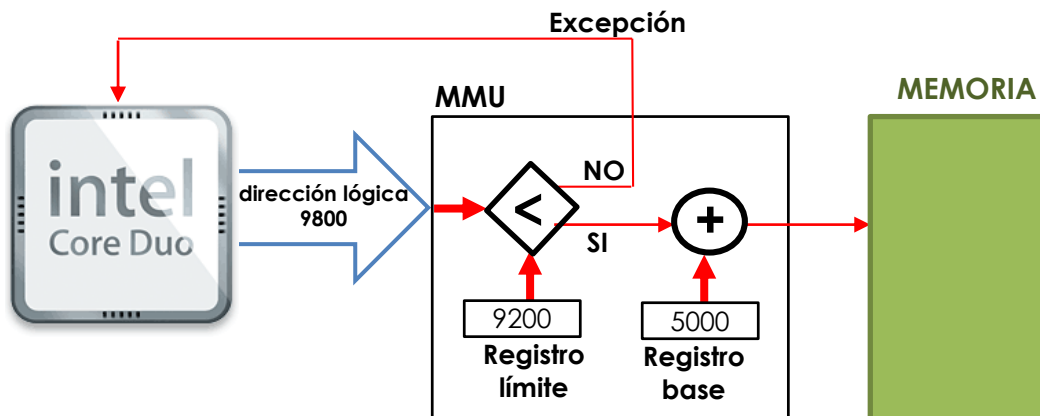 Excepción
MMU
MEMORIA
intel
Core Duo
dirección lógica
9800
<
NO
SI
+
9200
Registro
límite
5000
Registro
base